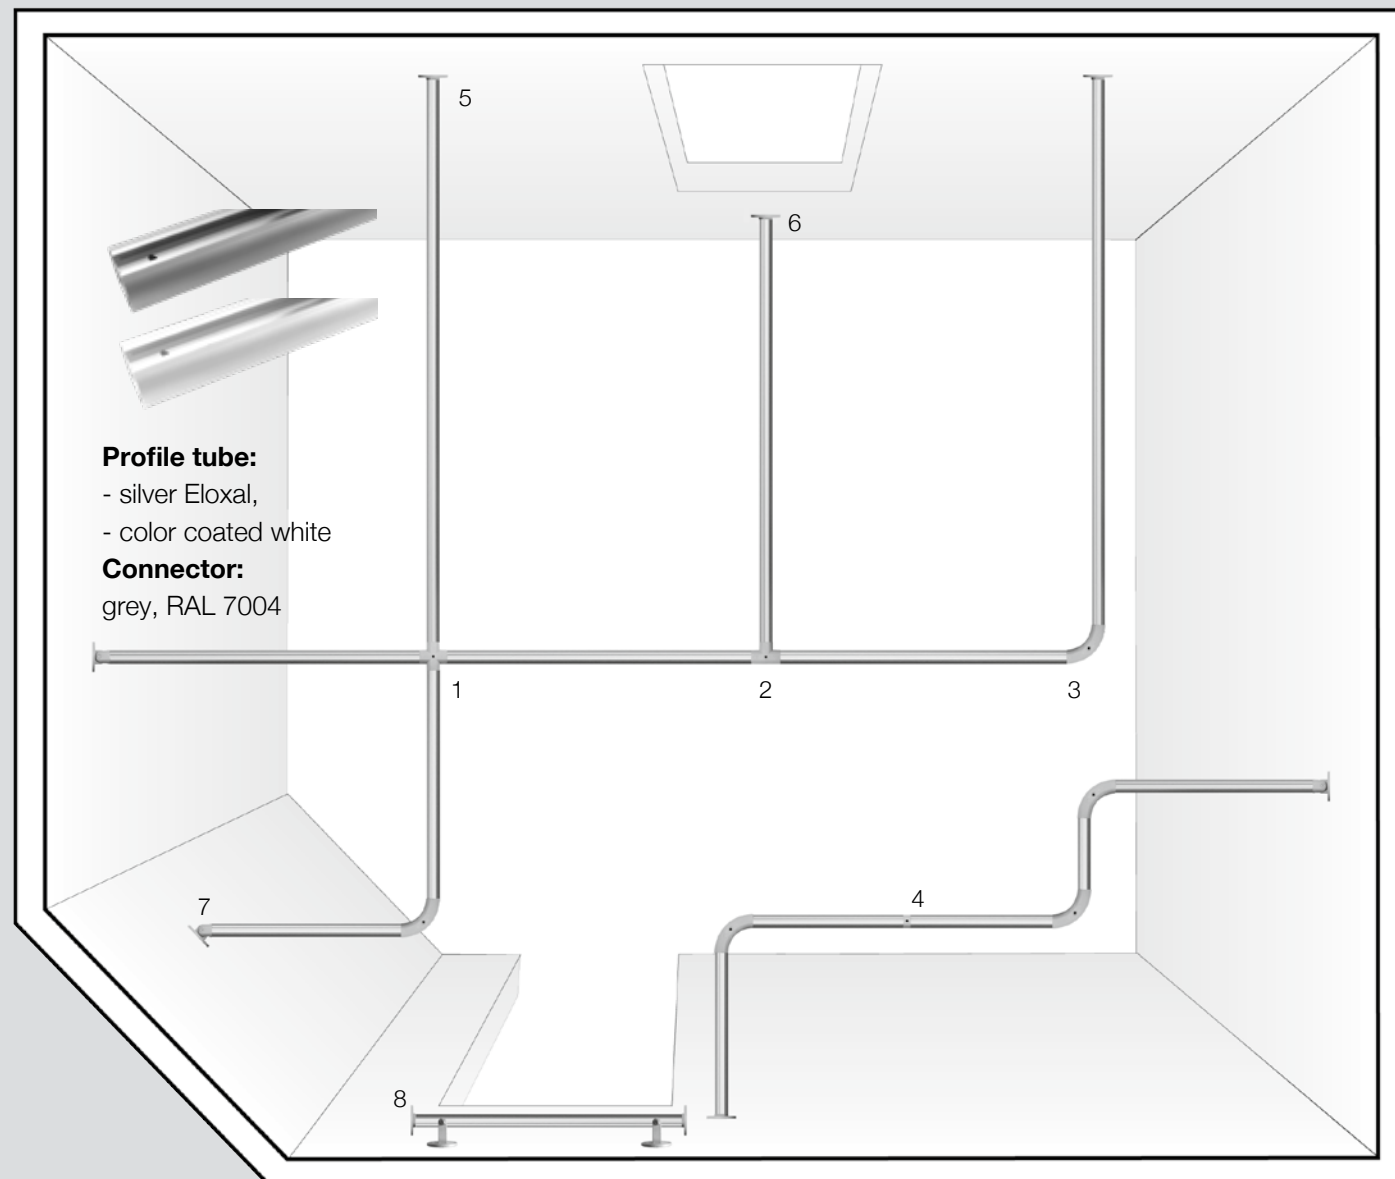 5
6
Profile tube:
- silver Eloxal,
- color coated white
Connector:
grey, RAL 7004
1
2
3
7
4
8